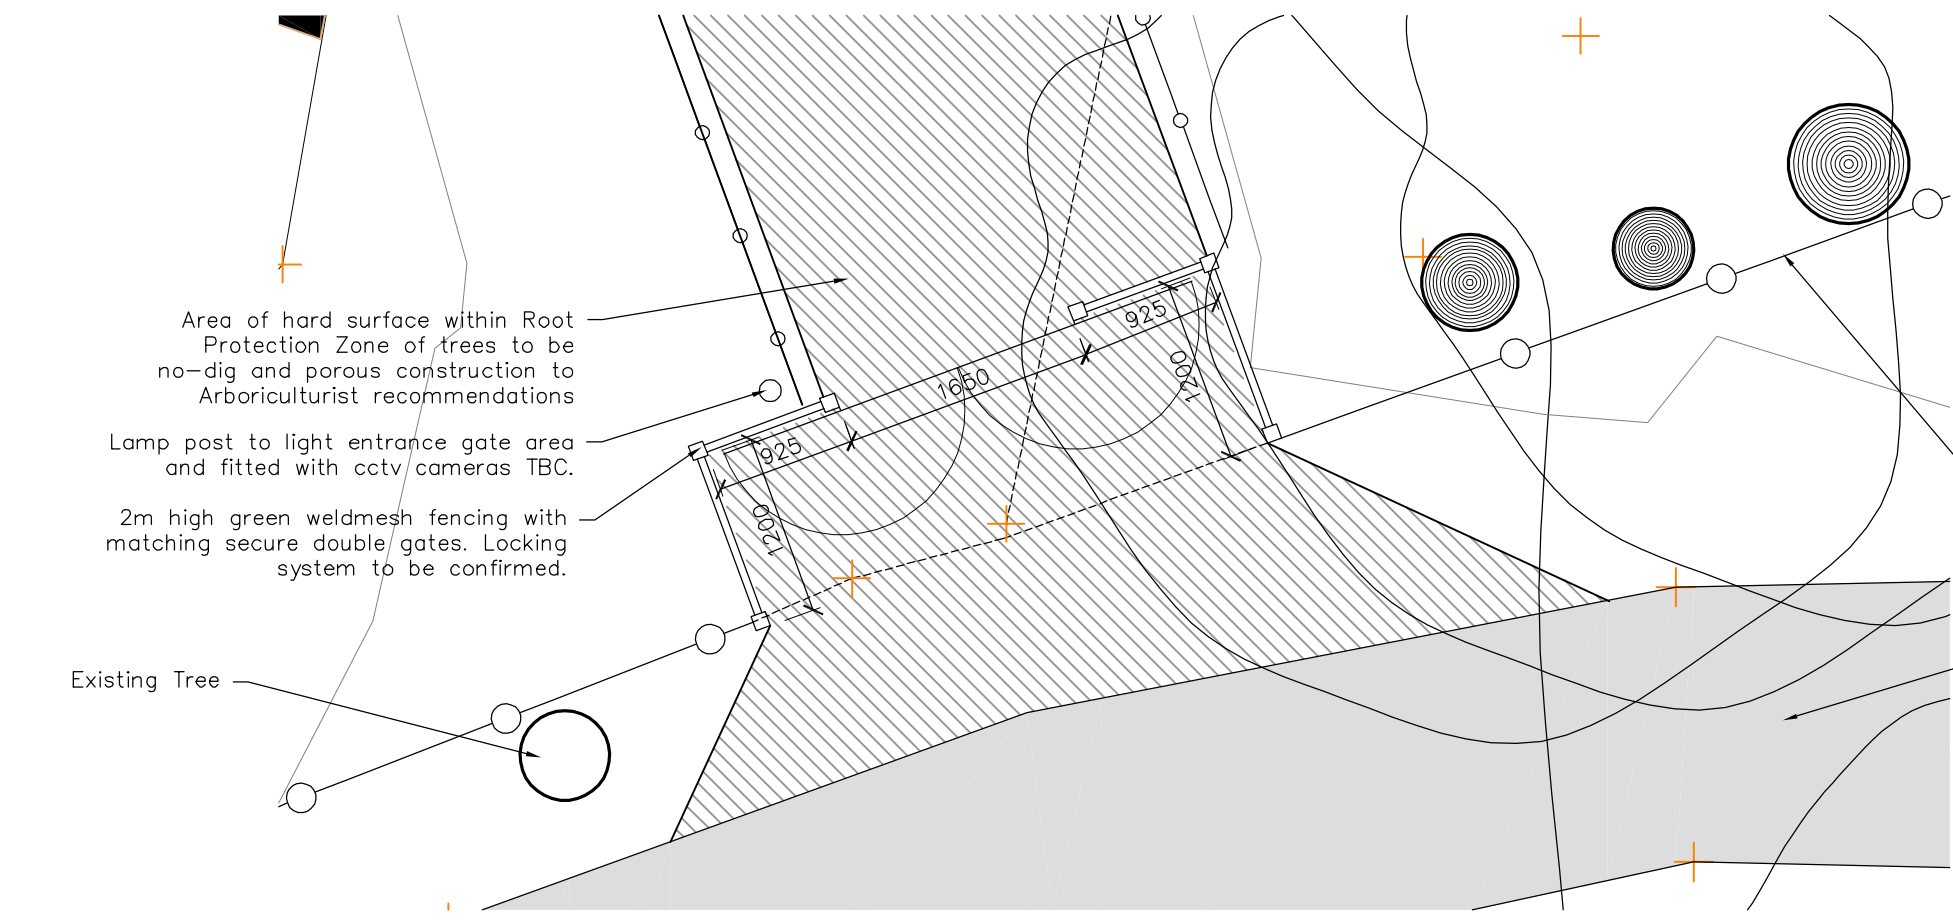 Area of hard surface within Root
Protection Zone of trees to be
no-dig and porous construction to
Arboriculturist recommendations
Lamp post to light entrance gate area
and fitted with cctv cameras TBC.
2m high green weldmesh fencing with
matching secure double gates. Locking
system to be confirmed.
Existing Tree
925
1650
925
1200
1200